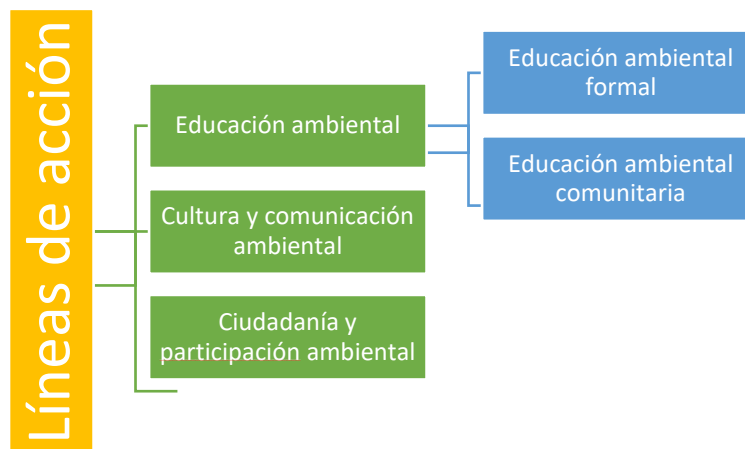 Líneas de acción
Educación ambiental
Cultura y comunicación
ambiental
Ciudadanía y
participación ambiental
Educación ambiental
formal
Educación ambiental
comunitaria